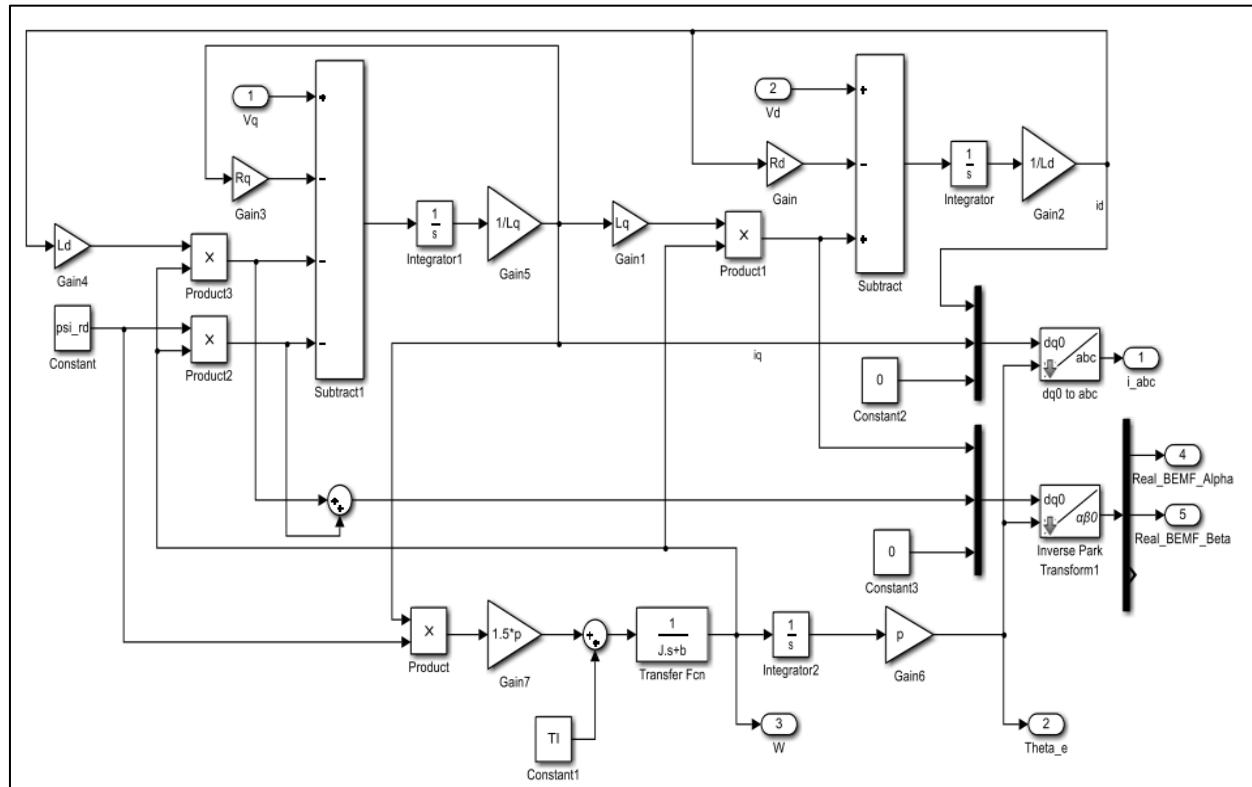 1
Vq
+
Rq
-
Gain3
Ld
Gain4
×
Product3
-
psi_rd
Constant
×
Product2
-
Subtract1
1
s
Integrator1
1/Lq
Gain5
Lq
Gain1
×
Product1
2
Vd
+
Rd
-
Gain
+
Subtract
1
s
Integrator
1/Ld
Gain2
id
iq
0
Constant2
dq0
abc
dq0 to abc
1
i_abc
+
+
0
Constant3
dq0
αβ0
Inverse Park
Transform1
4
Real_BEMF_Alpha
5
Real_BEMF_Beta
×
Product
1.5*p
Gain7
+
+
1
J.s+b
Transfer Fcn
1
s
Integrator2
p
Gain6
Tl
Constant1
3
W
2
Theta_e